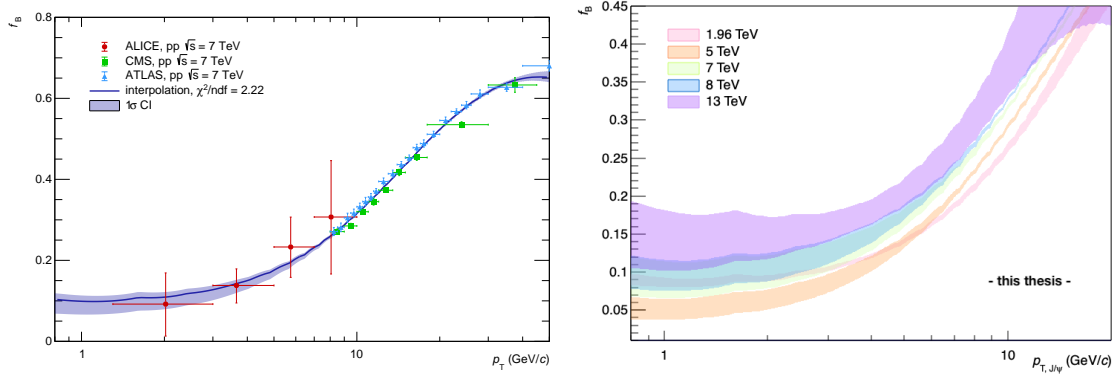 f_B
0.8
0.6
0.4
0.2
0
ALICE, pp √s = 7 TeV
CMS, pp √s = 7 TeV
ATLAS, pp √s = 7 TeV
interpolation, χ²/ndf = 2.22
1σ CI
1
10
p_T (GeV/c)
f_B
0.45
0.4
0.35
0.3
0.25
0.2
0.15
0.1
0.05
1.96 TeV
5 TeV
7 TeV
8 TeV
13 TeV
- this thesis -
1
10
p_T, J/ψ (GeV/c)